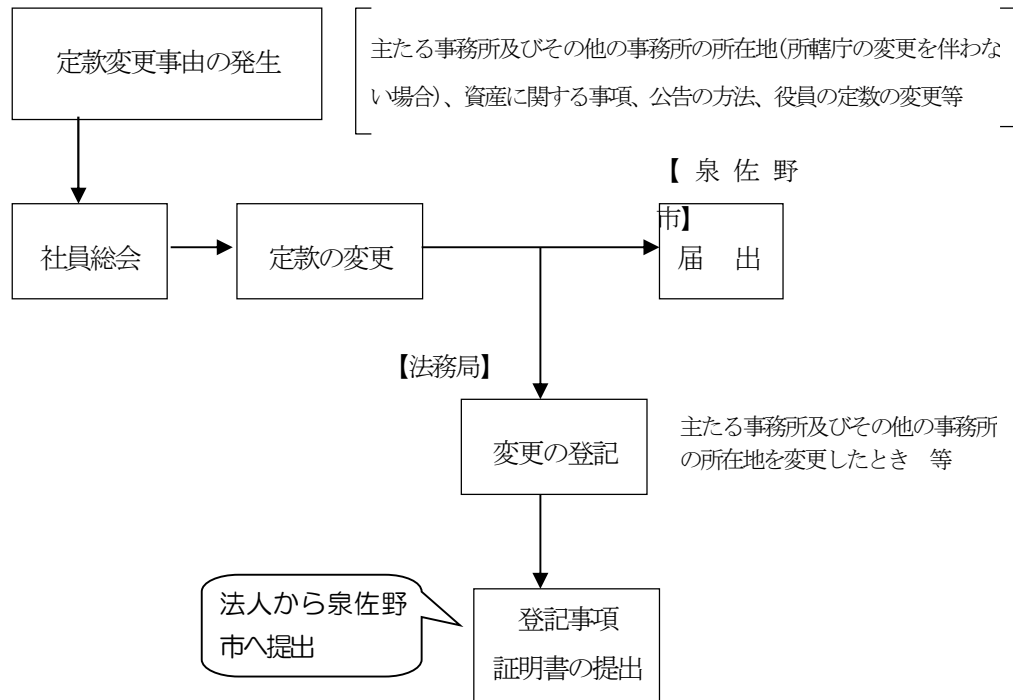 定款変更事由の発生
主たる事務所及びその他の事務所の所在地(所轄庁の変更を伴わな
い場合)、資産に関する事項、公告の方法、役員の定数の変更等
【 泉 佐 野
市】
社員総会
定款の変更
届 出
【法務局】
変更の登記
主たる事務所及びその他の事務所
の所在地を変更したとき 等
法人から泉佐野
市へ提出
登記事項
証明書の提出